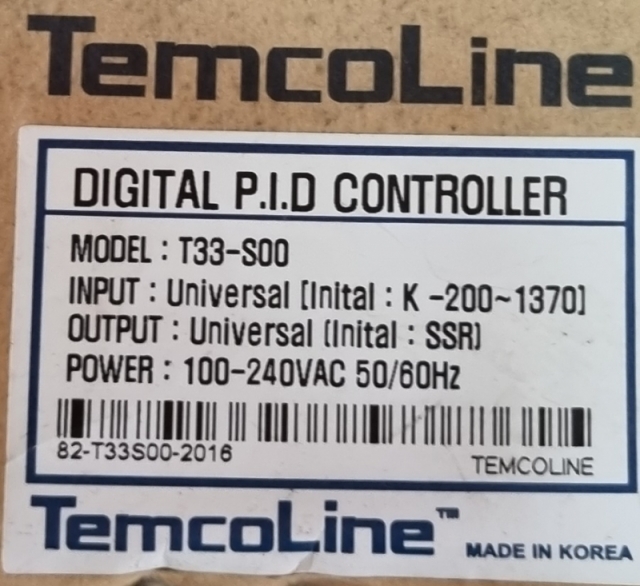 TemcoLine
DIGITAL P.I.D CONTROLLER
MODEL : T33-S00
INPUT : Universal [Inital : K -200~1370]
OUTPUT : Universal [Inital : SSR]
POWER : 100-240VAC 50/60Hz
82-T33S00-2016
TEMCOLINE
TemcoLine™ MADE IN KOREA